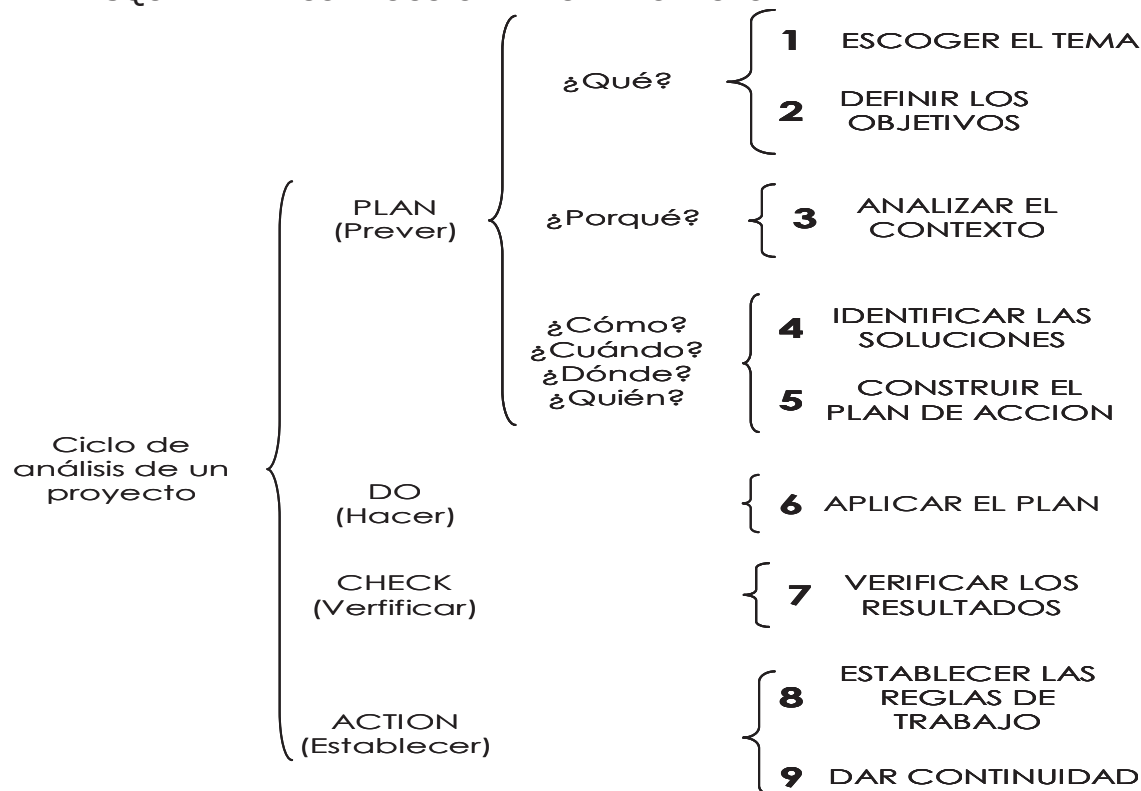 ¿Qué?
1 ESCOGER EL TEMA
2 DEFINIR LOS
OBJETIVOS
PLAN
(Prever)
¿Porqué?
3 ANALIZAR EL
CONTEXTO
¿Cómo?
¿Cuándo?
¿Dónde?
¿Quién?
4 IDENTIFICAR LAS
SOLUCIONES
5 CONSTRUIR EL
PLAN DE ACCION
Ciclo de
análisis de un
proyecto
DO
(Hacer)
6 APLICAR EL PLAN
CHECK
(Verfificar)
7 VERIFICAR LOS
RESULTADOS
ACTION
(Establecer)
8 ESTABLECER LAS
REGLAS DE
TRABAJO
9 DAR CONTINUIDAD